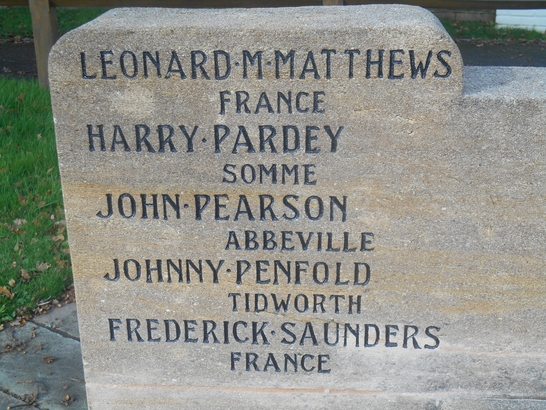 LEONARD·M·MATTHEWS
FRANCE
HARRY·PARDEY
SOMME
JOHN·PEARSON
ABBEVILLE
JOHNNY·PENFOLD
TIDWORTH
FREDERICK·SAUNDERS
FRANCE